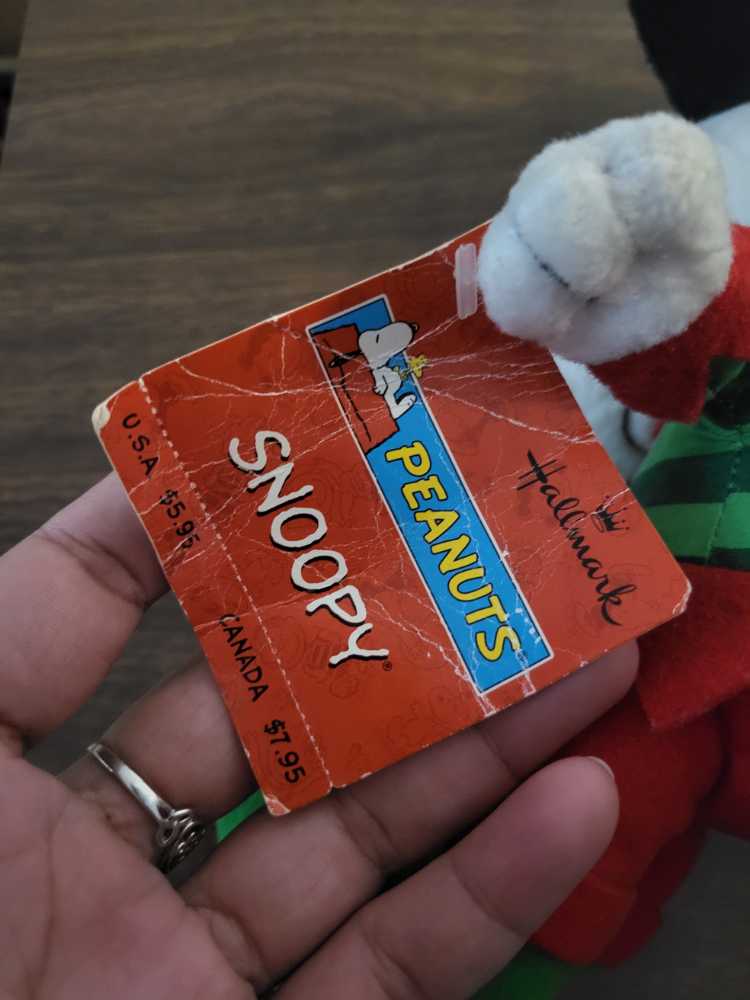 Hallmark
PEANUTS
SNOOPY®
U.S.A $5.95
CANADA $7.95